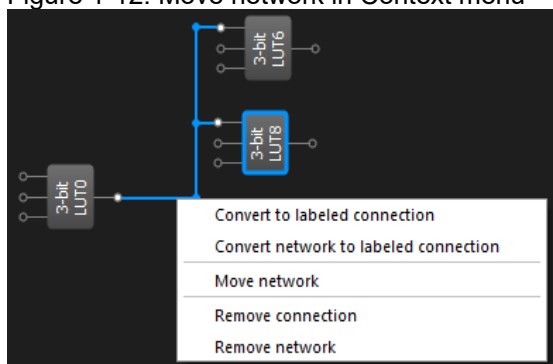 Figure 1-12. Move network in Context menu
3-bit
LUT6
3-bit
LUT8
3-bit
LUT0
Convert to labeled connection
Convert network to labeled connection
Move network
Remove connection
Remove network